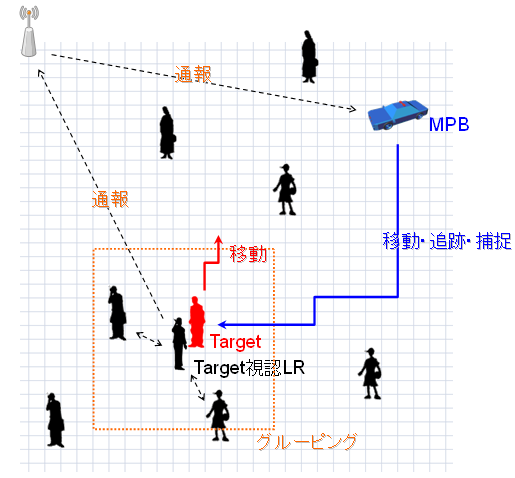 通報
MPB
通報
移動・追跡・捕捉
移動
Target
Target視認LR
グルーピング